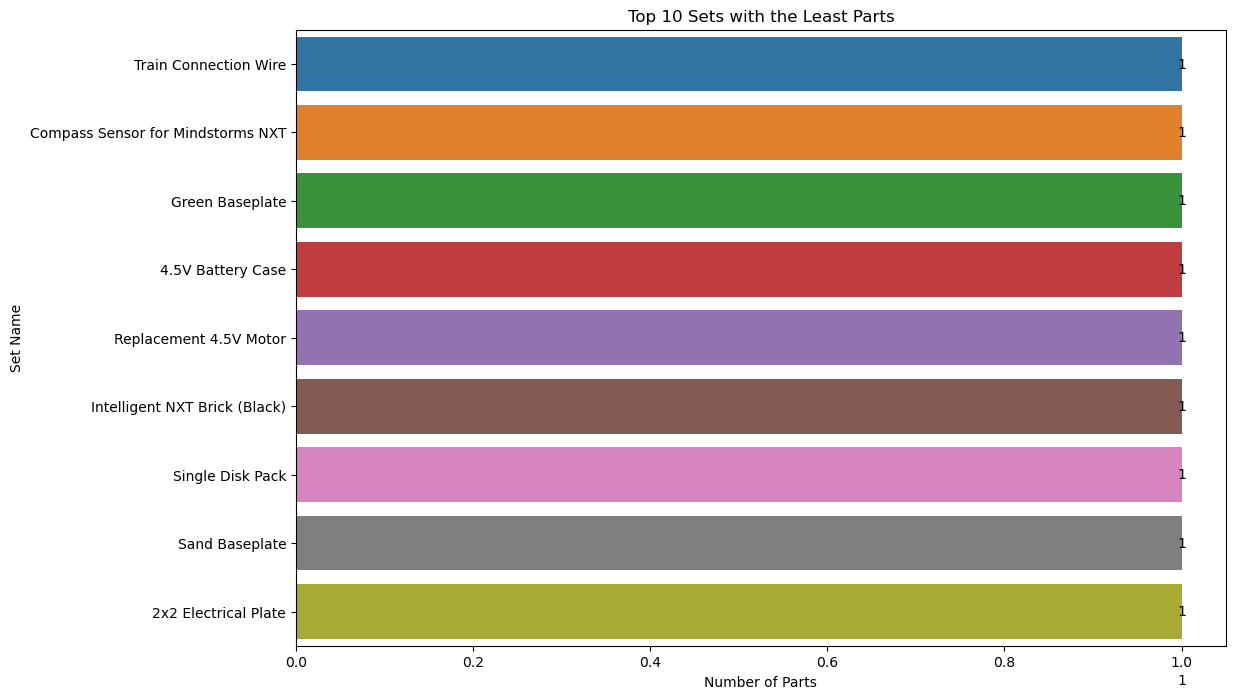 Top 10 Sets with the Least Parts
Set Name
Train Connection Wire 1
Compass Sensor for Mindstorms NXT 1
Green Baseplate 1
4.5V Battery Case 1
Replacement 4.5V Motor 1
Intelligent NXT Brick (Black) 1
Single Disk Pack 1
Sand Baseplate 1
2x2 Electrical Plate 1
0.0 0.2 0.4 0.6 0.8 1.0
1
Number of Parts